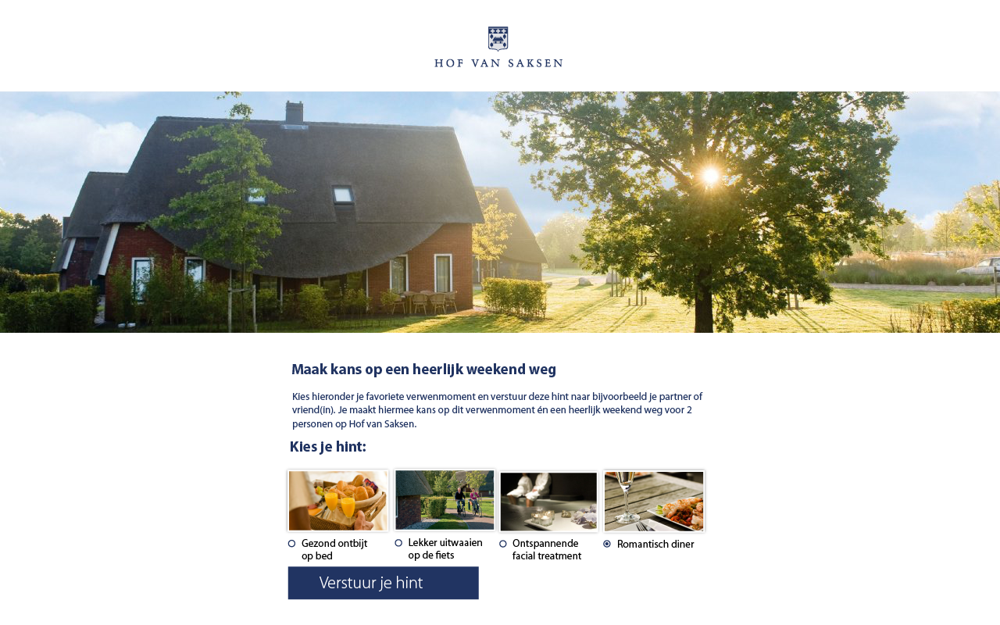 HOF VAN SAKSEN
Maak kans op een heerlijk weekend weg
Kies hieronder je favoriete verwenmoment en verstuur deze hint naar bijvoorbeeld je partner of
vriend(in). Je maakt hiermee kans op dit verwenmoment én een heerlijk weekend weg voor 2
personen op Hof van Saksen.
Kies je hint:
Gezond ontbijt
op bed
Lekker uitwaaien
op de fiets
Ontspannende
facial treatment
Romantisch diner
Verstuur je hint